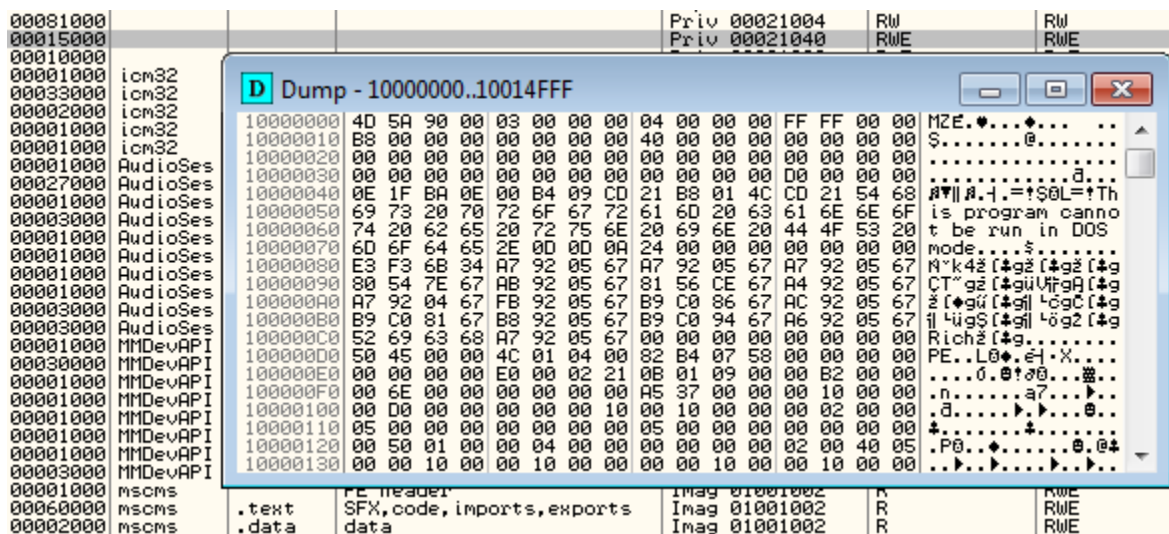 00081000 Priv 00021004 RW RW
00015000 Priv 00021040 RWE RWE
00010000
00001000 icm32
00033000 icm32
00002000 icm32
00001000 icm32
00001000 icm32
00001000 AudioSes
00027000 AudioSes
00001000 AudioSes
00003000 AudioSes
00001000 AudioSes
00001000 AudioSes
00001000 AudioSes
00003000 AudioSes
00003000 AudioSes
00001000 MMDevAPI
00030000 MMDevAPI
00001000 MMDevAPI
00001000 MMDevAPI
00001000 MMDevAPI
00001000 MMDevAPI
00003000 MMDevAPI
D Dump - 10000000..10014FFF
10000000 4D 5A 90 00 03 00 00 00 04 00 00 00 FF FF 00 00
10000010 B8 00 00 00 00 00 00 00 40 00 00 00 00 00 00 00
10000020 00 00 00 00 00 00 00 00 00 00 00 00 00 00 00 00
10000030 00 00 00 00 00 00 00 00 00 00 00 00 D0 00 00 00
10000040 0E 1F BA 0E 00 B4 09 CD 21 B8 01 4C CD 21 54 68
10000050 69 73 20 70 72 6F 67 72 61 6D 20 63 61 6E 6E 6F is program canno
10000060 74 20 62 65 20 72 75 6E 20 69 6E 20 44 4F 53 20 t be run in DOS
10000070 6D 6F 64 65 2E 0D 0D 0A 24 00 00 00 00 00 00 00 mode....$.......
10000080 E3 F3 6B 34 A7 92 05 67 A7 92 05 67 A7 92 05 67
10000090 80 54 7E 67 AB 92 05 67 81 56 CE 67 A4 92 05 67
100000A0 A7 92 04 67 FB 92 05 67 B9 C0 86 67 AC 92 05 67
100000B0 B9 C0 81 67 B8 92 05 67 B9 C0 94 67 A6 92 05 67
100000C0 52 69 63 68 A7 92 05 67 00 00 00 00 00 00 00 00
100000D0 50 45 00 00 4C 01 04 00 82 B4 07 58 00 00 00 00
100000E0 00 00 00 00 E0 00 02 21 0B 01 09 00 00 B2 00 00
100000F0 00 6E 00 00 00 00 00 00 A5 37 00 00 00 10 00 00
10000100 00 D0 00 00 00 00 00 10 00 10 00 00 00 02 00 00
10000110 05 00 00 00 00 00 00 00 05 00 00 00 00 00 00 00
10000120 00 50 01 00 00 04 00 00 00 00 00 00 02 00 40 05
10000130 00 00 10 00 00 10 00 00 00 00 10 00 00 10 00 00
00001000 mscms PE header Imag 01001002 R RWE
00060000 mscms .text SFX,code,imports,exports Imag 01001002 R RWE
00002000 mscms .data data Imag 01001002 R RWE